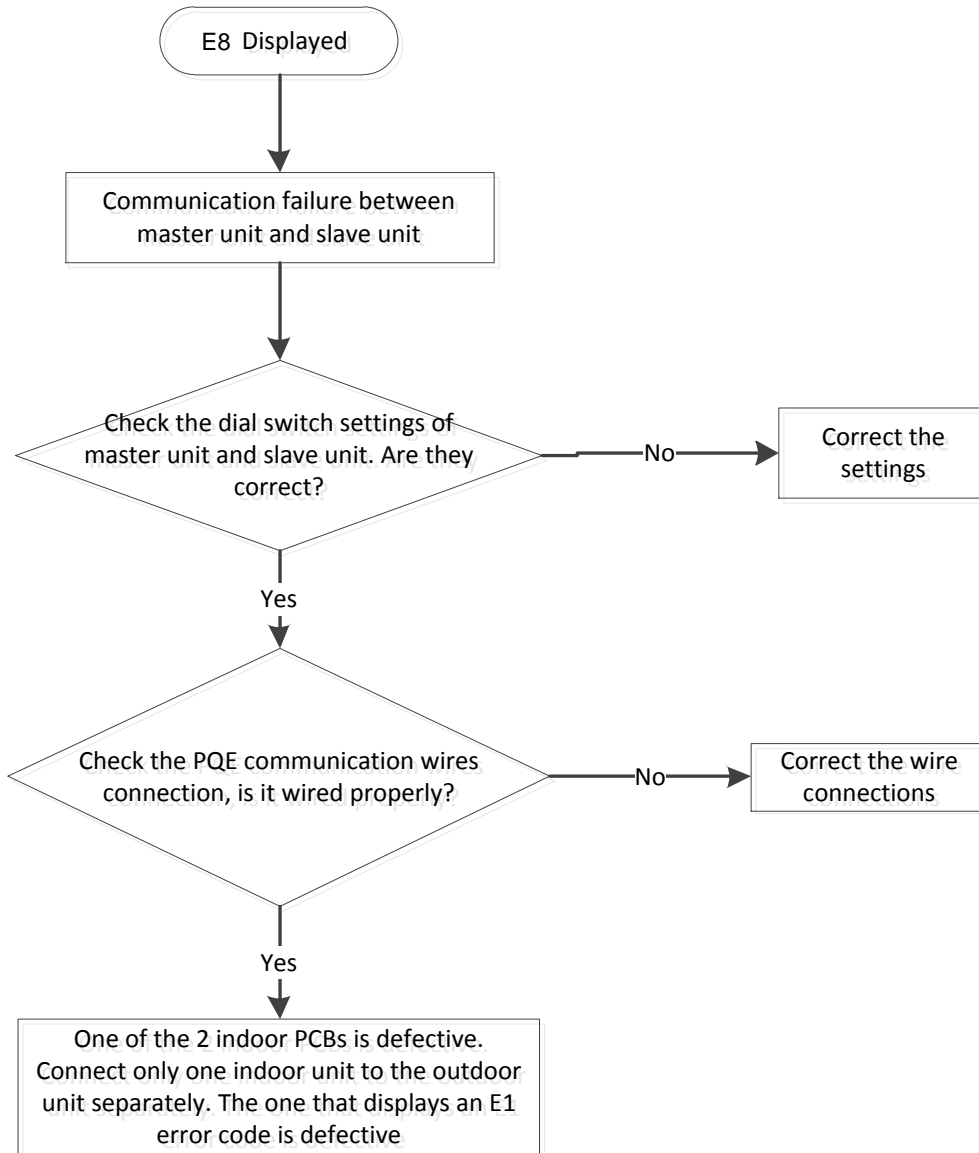 E8 Displayed
Communication failure between
master unit and slave unit
Check the dial switch settings of
master unit and slave unit. Are they
correct?
No
Correct the
settings
Yes
Check the PQE communication wires
connection, is it wired properly?
No
Correct the wire
connections
Yes
One of the 2 indoor PCBs is defective.
Connect only one indoor unit to the outdoor
unit separately. The one that displays an E1
error code is defective